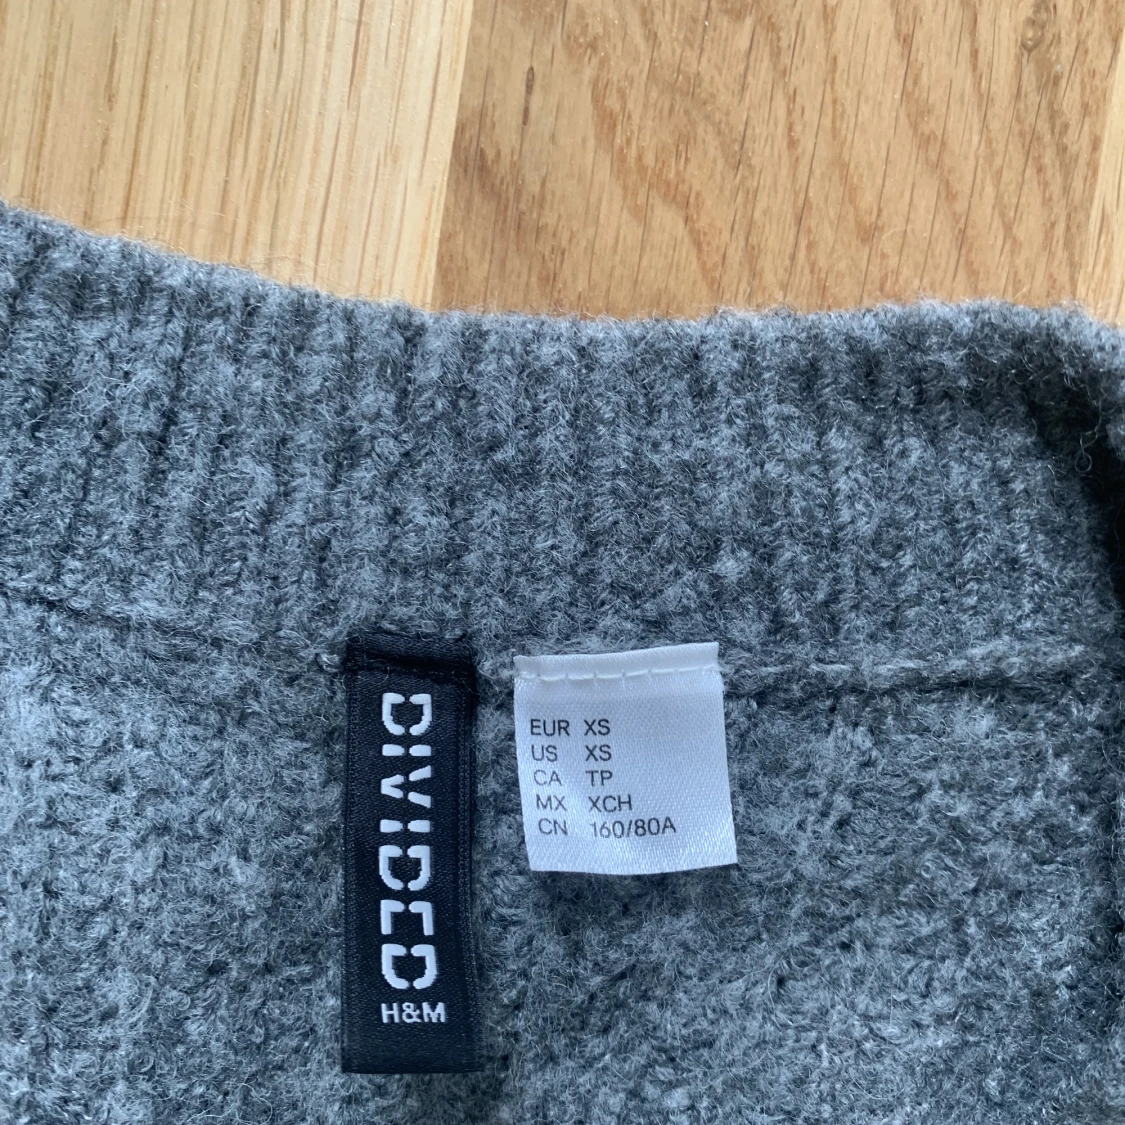 DIVIDED
H&M
EUR XS
US XS
CA TP
MX XCH
CN 160/80A